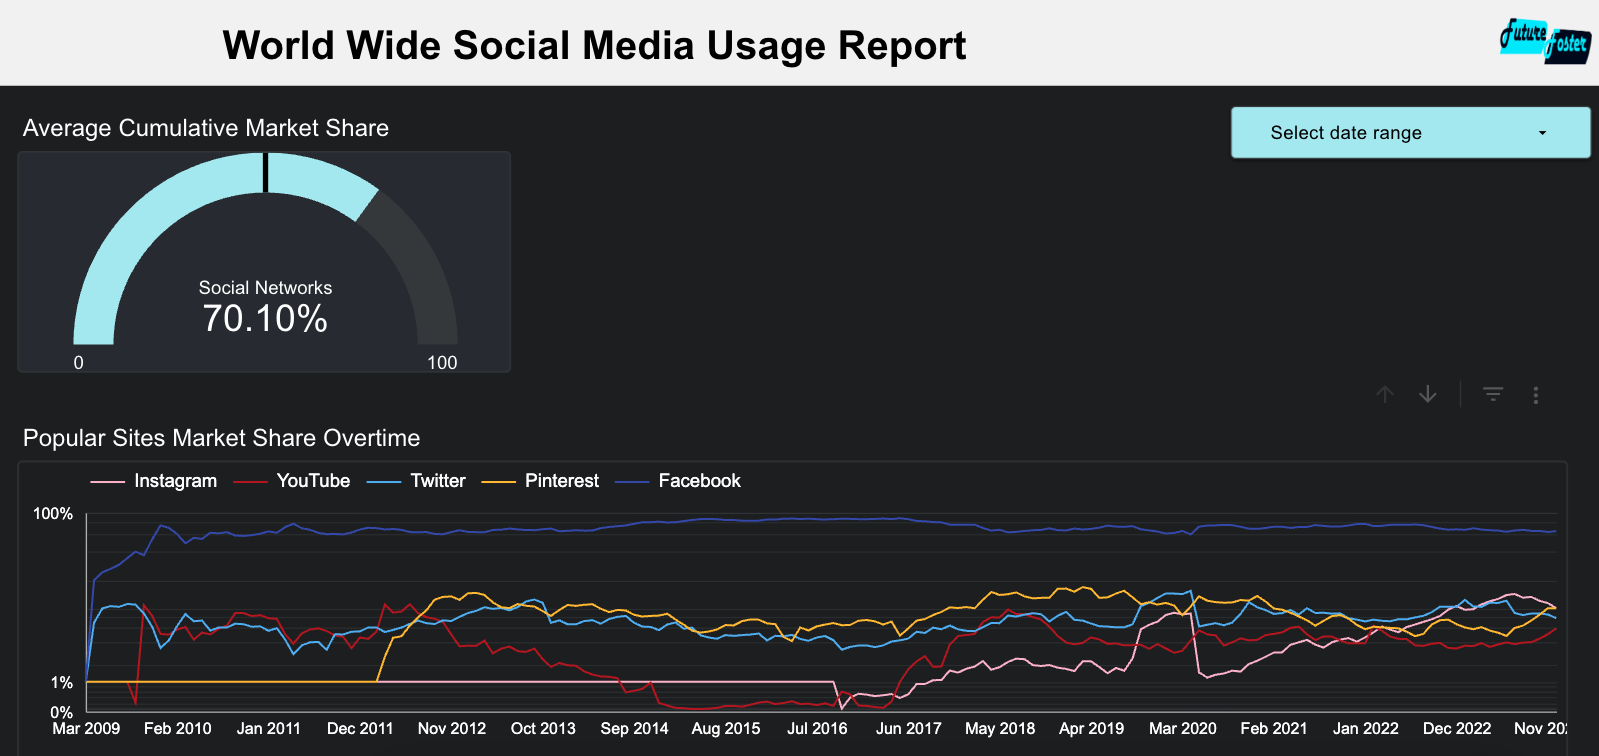 World Wide Social Media Usage Report
Future
Foster
Average Cumulative Market Share
Select date range
Social Networks
70.10%
0 100
Popular Sites Market Share Overtime
Instagram YouTube Twitter Pinterest Facebook
100%
1%
0%
Mar 2009 Feb 2010 Jan 2011 Dec 2011 Nov 2012 Oct 2013 Sep 2014 Aug 2015 Jul 2016 Jun 2017 May 2018 Apr 2019 Mar 2020 Feb 2021 Jan 2022 Dec 2022 Nov 202